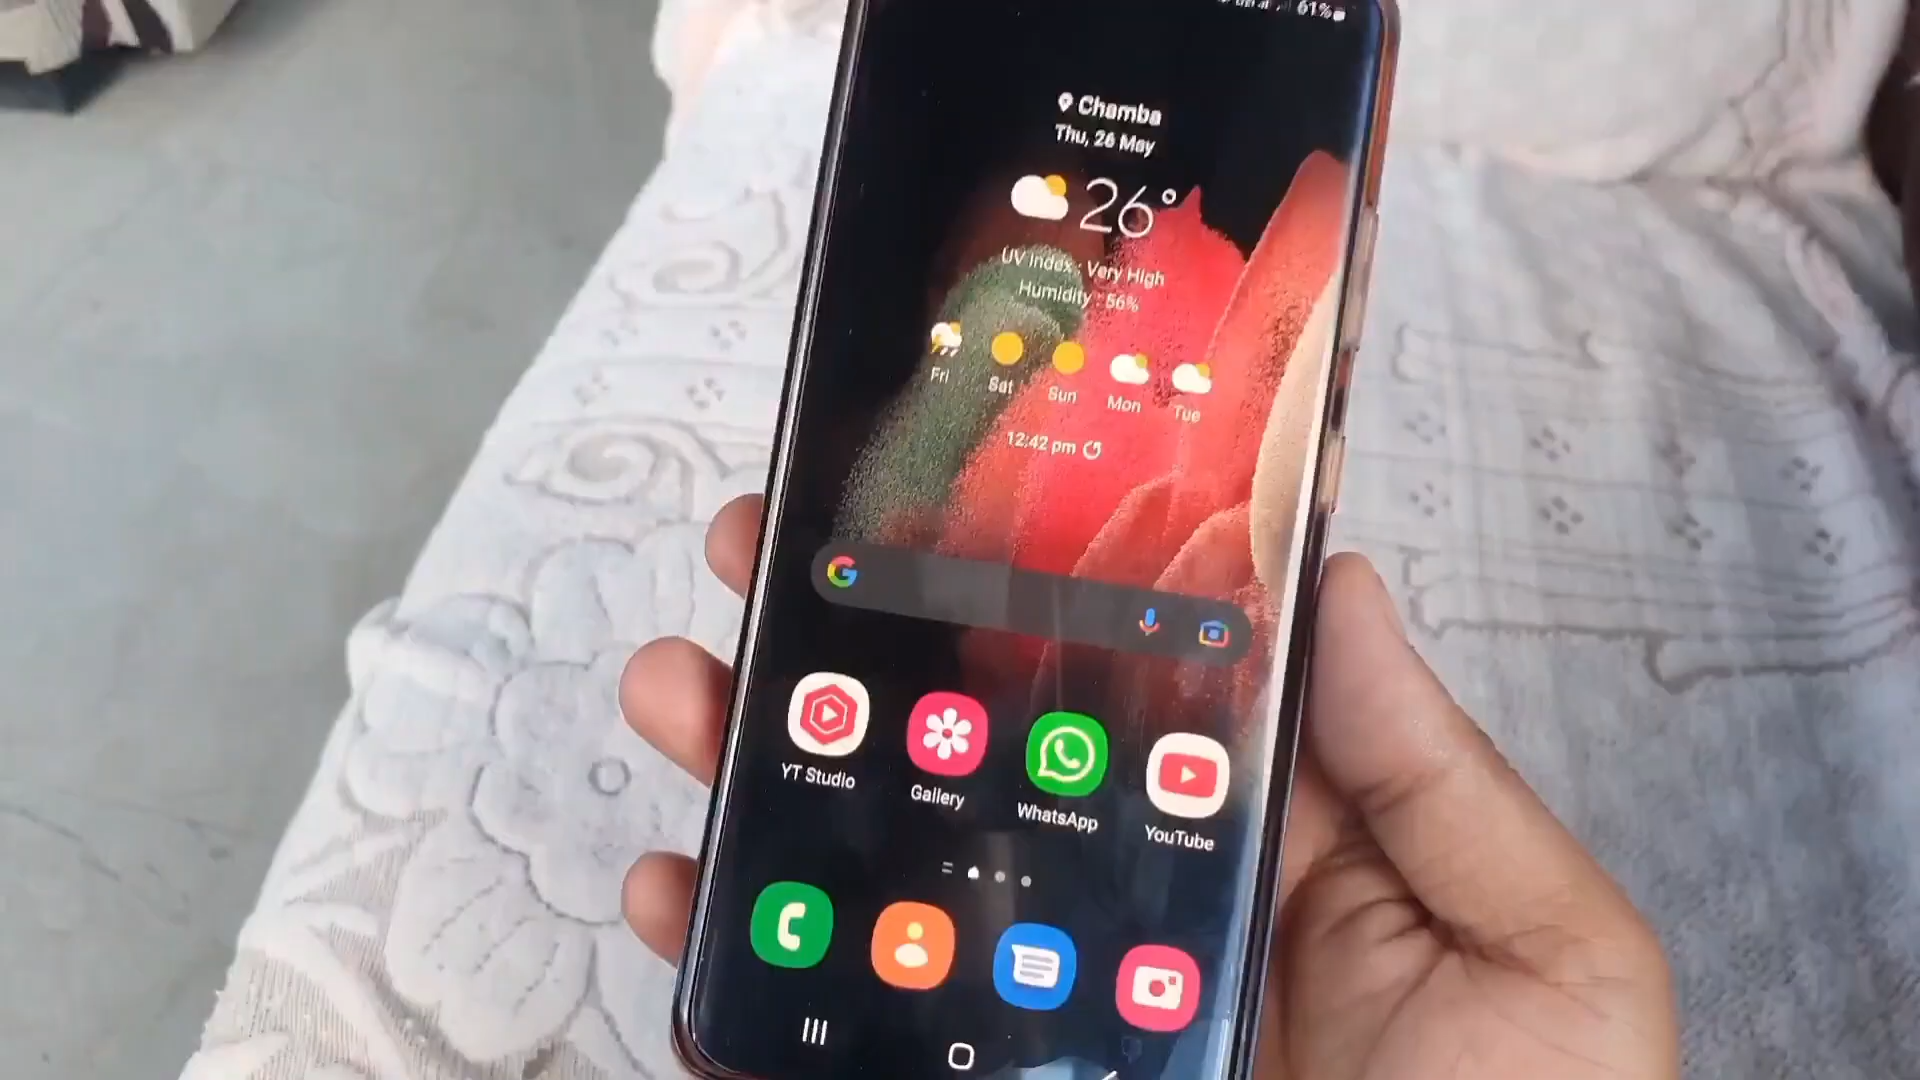 61%
Chamba
Thu, 26 May
26°
UV Index : Very High
Humidity : 56%
Fri Sat Sun Mon Tue
12:42 pm
G
YT Studio Gallery WhatsApp YouTube